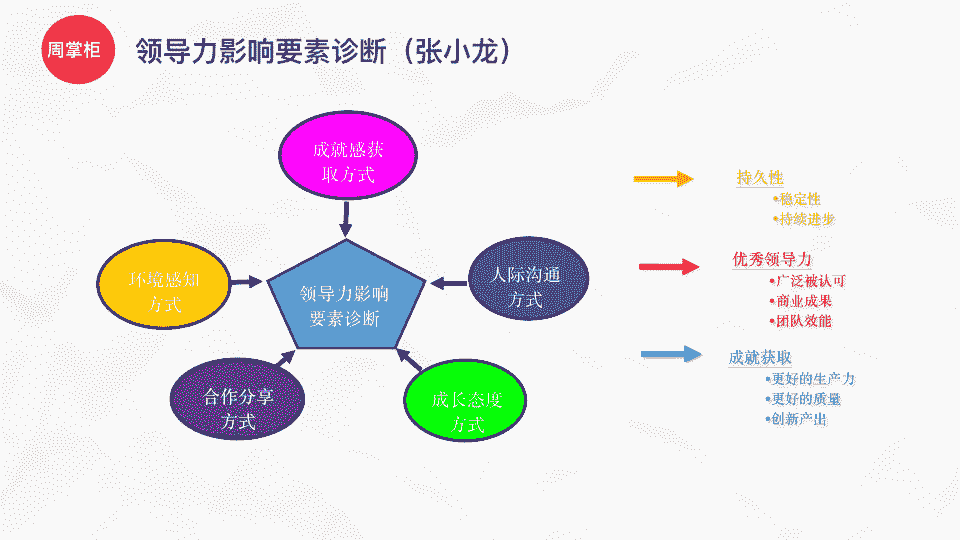 周掌柜
领导力影响要素诊断（张小龙）
成就感获
取方式
环境感知
方式
人际沟通
方式
领导力影响
要素诊断
合作分享
方式
成长态度
方式
持久性
•稳定性
•持续进步
优秀领导力
•广泛被认可
•商业成果
•团队效能
成就获取
•更好的生产力
•更好的质量
•创新产出